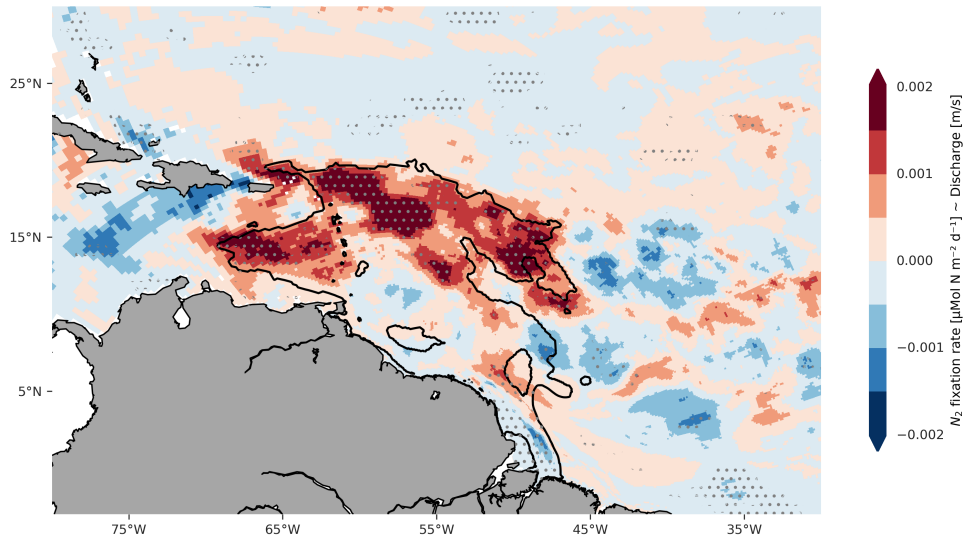 25°N
15°N
5°N
75°W
65°W
55°W
45°W
35°W
0.002
0.001
0.000
−0.001
−0.002
N₂ fixation rate [µMol N m⁻² d⁻¹] ~ Discharge [m/s]